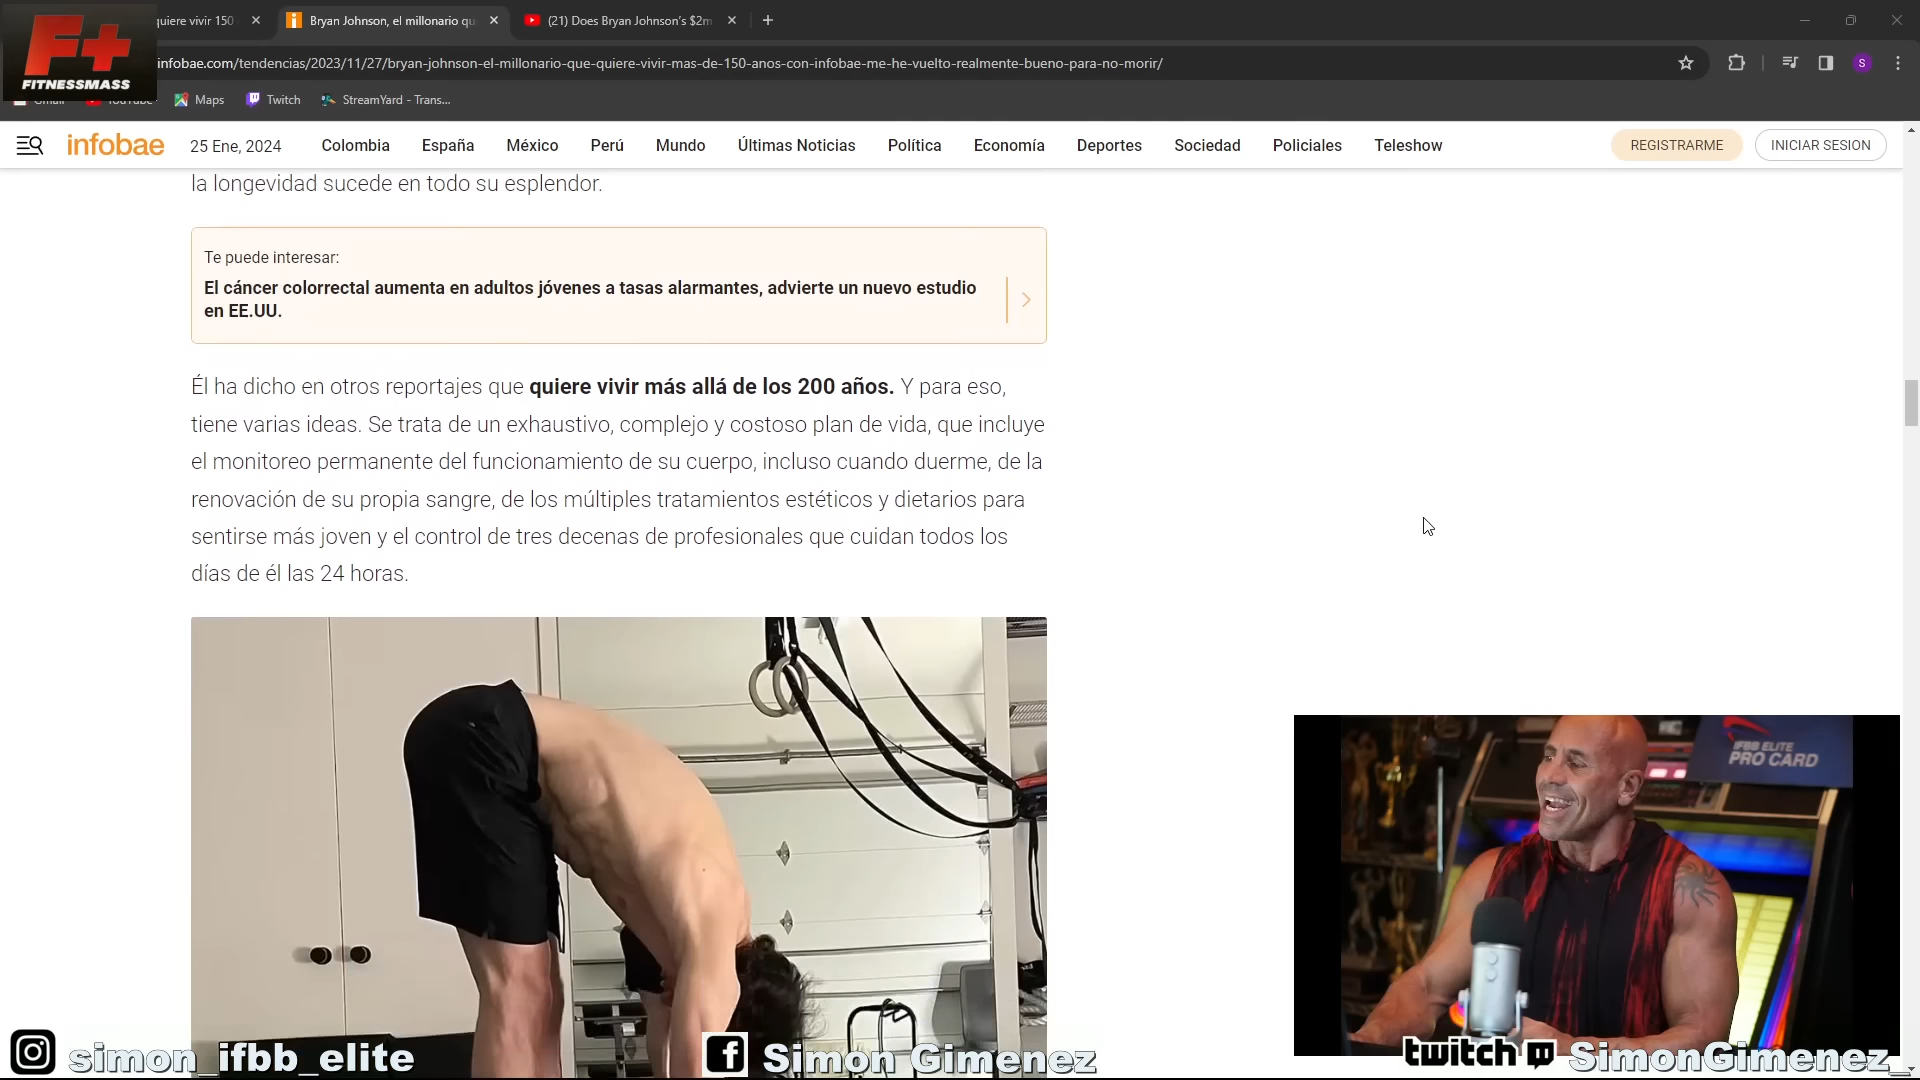 quiere vivir 150
Bryan Johnson, el millonario qu
(21) Does Bryan Johnson's $2m
F+
FITNESSMASS
infobae.com/tendencias/2023/11/27/bryan-johnson-el-millonario-que-quiere-vivir-mas-de-150-anos-con-infobae-me-he-vuelto-realmente-bueno-para-no-morir/
S
Gmail
YouTube
Maps
Twitch
StreamYard - Trans...
infobae
25 Ene, 2024
Colombia
España
México
Perú
Mundo
Últimas Noticias
Política
Economía
Deportes
Sociedad
Policiales
Teleshow
REGISTRARME
INICIAR SESION
la longevidad sucede en todo su esplendor.
Te puede interesar:
El cáncer colorrectal aumenta en adultos jóvenes a tasas alarmantes, advierte un nuevo estudio
en EE.UU.
Él ha dicho en otros reportajes que quiere vivir más allá de los 200 años. Y para eso,
tiene varias ideas. Se trata de un exhaustivo, complejo y costoso plan de vida, que incluye
el monitoreo permanente del funcionamiento de su cuerpo, incluso cuando duerme, de la
renovación de su propia sangre, de los múltiples tratamientos estéticos y dietarios para
sentirse más joven y el control de tres decenas de profesionales que cuidan todos los
días de él las 24 horas.
IFBB ELITE
PRO CARD
simon_ifbb_elite
Simon Gimenez
twitch
SimonGimenez_